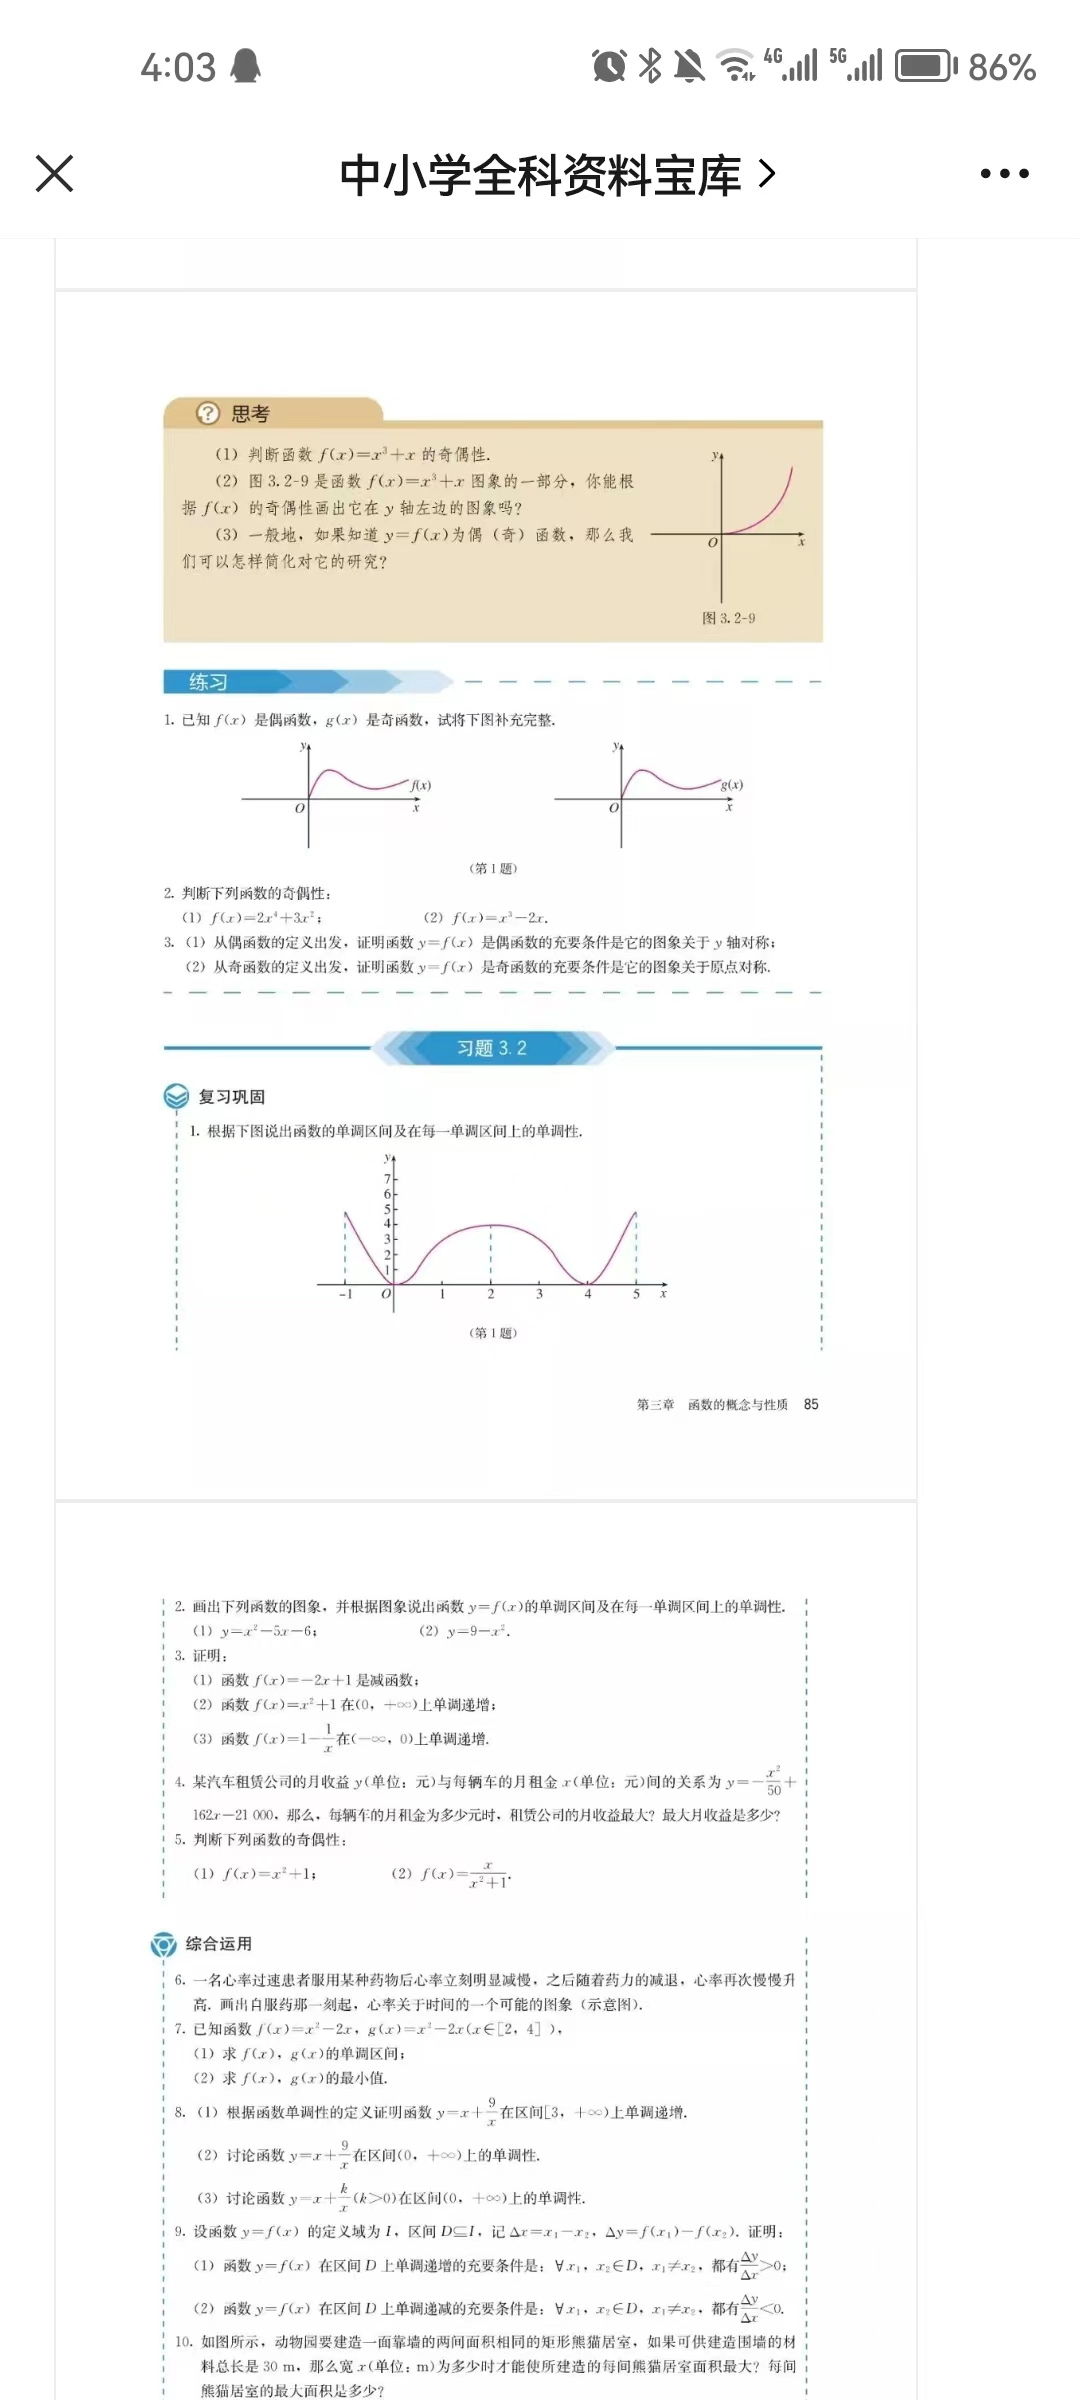 4:03
4G 5G 86%
中小学全科资料宝库 >
思考
(1) 判断函数 f(x)=x³+x 的奇偶性.
(2) 图 3.2-9 是函数 f(x)=x³+x 图象的一部分，你能根
据 f(x) 的奇偶性画出它在 y 轴左边的图象吗?
(3) 一般地，如果知道 y=f(x)为偶（奇）函数，那么我
们可以怎样简化对它的研究?
y
O
x
图 3.2-9
练习
1. 已知 f(x) 是偶函数，g(x) 是奇函数，试将下图补充完整.
y
f(x)
O
x
y
g(x)
O
x
（第 1 题）
2. 判断下列函数的奇偶性：
(1) f(x)=2x⁴+3x²； (2) f(x)=x³−2x.
3. (1) 从偶函数的定义出发，证明函数 y=f(x) 是偶函数的充要条件是它的图象关于 y 轴对称；
(2) 从奇函数的定义出发，证明函数 y=f(x) 是奇函数的充要条件是它的图象关于原点对称.
习题 3.2
复习巩固
1. 根据下图说出函数的单调区间及在每一单调区间上的单调性.
y
7
6
5
4
3
2
1
-1 O 1 2 3 4 5 x
（第 1 题）
第三章 函数的概念与性质 85
2. 画出下列函数的图象，并根据图象说出函数 y=f(x)的单调区间及在每一单调区间上的单调性.
(1) y=x²−5x−6； (2) y=9−x².
3. 证明：
(1) 函数 f(x)=−2x+1 是减函数；
(2) 函数 f(x)=x²+1 在(0，+∞)上单调递增；
(3) 函数 f(x)=1−1/x 在(−∞，0)上单调递增.
4. 某汽车租赁公司的月收益 y(单位：元)与每辆车的月租金 x(单位：元)间的关系为 y=−x²/50+
162x−21 000，那么，每辆车的月租金为多少元时，租赁公司的月收益最大？最大月收益是多少？
5. 判断下列函数的奇偶性：
(1) f(x)=x²+1； (2) f(x)=x/(x²+1).
综合运用
6. 一名心率过速患者服用某种药物后心率立刻明显减慢，之后随着药力的减退，心率再次慢慢升
高. 画出自服药那一刻起，心率关于时间的一个可能的图象（示意图）.
7. 已知函数 f(x)=x²−2x，g(x)=x²−2x(x∈[2，4])，
(1) 求 f(x)，g(x)的单调区间；
(2) 求 f(x)，g(x)的最小值.
8. (1) 根据函数单调性的定义证明函数 y=x+9/x 在区间[3，+∞)上单调递增.
(2) 讨论函数 y=x+9/x 在区间(0，+∞)上的单调性.
(3) 讨论函数 y=x+k/x (k>0)在区间(0，+∞)上的单调性.
9. 设函数 y=f(x) 的定义域为 I，区间 D⊆I，记 Δx=x₁−x₂，Δy=f(x₁)−f(x₂). 证明：
(1) 函数 y=f(x) 在区间 D 上单调递增的充要条件是：∀x₁，x₂∈D，x₁≠x₂，都有Δy/Δx>0；
(2) 函数 y=f(x) 在区间 D 上单调递减的充要条件是：∀x₁，x₂∈D，x₁≠x₂，都有Δy/Δx<0.
10. 如图所示，动物园要建造一面靠墙的两间面积相同的矩形熊猫居室，如果可供建造围墙的材
料总长是 30 m，那么宽 x(单位：m)为多少时才能使所建造的每间熊猫居室面积最大？每间
熊猫居室的最大面积是多少？